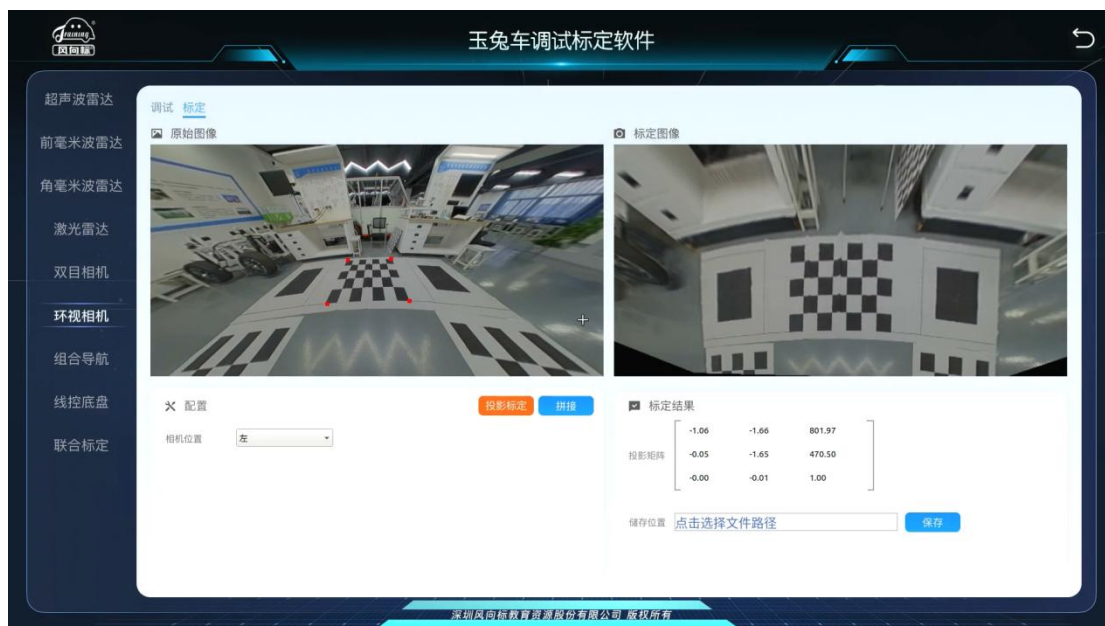 Fxuxing
风向标
玉兔车调试标定软件
超声波雷达
前毫米波雷达
角毫米波雷达
激光雷达
双目相机
环视相机
组合导航
线控底盘
联合标定
调试 标定
原始图像
标定图像
配置
投影标定
拼接
相机位置
左
标定结果
投影矩阵
-1.06 -1.66 801.97
-0.05 -1.65 470.50
-0.00 -0.01 1.00
储存位置
点击选择文件路径
保存
深圳风向标教育资源股份有限公司 版权所有